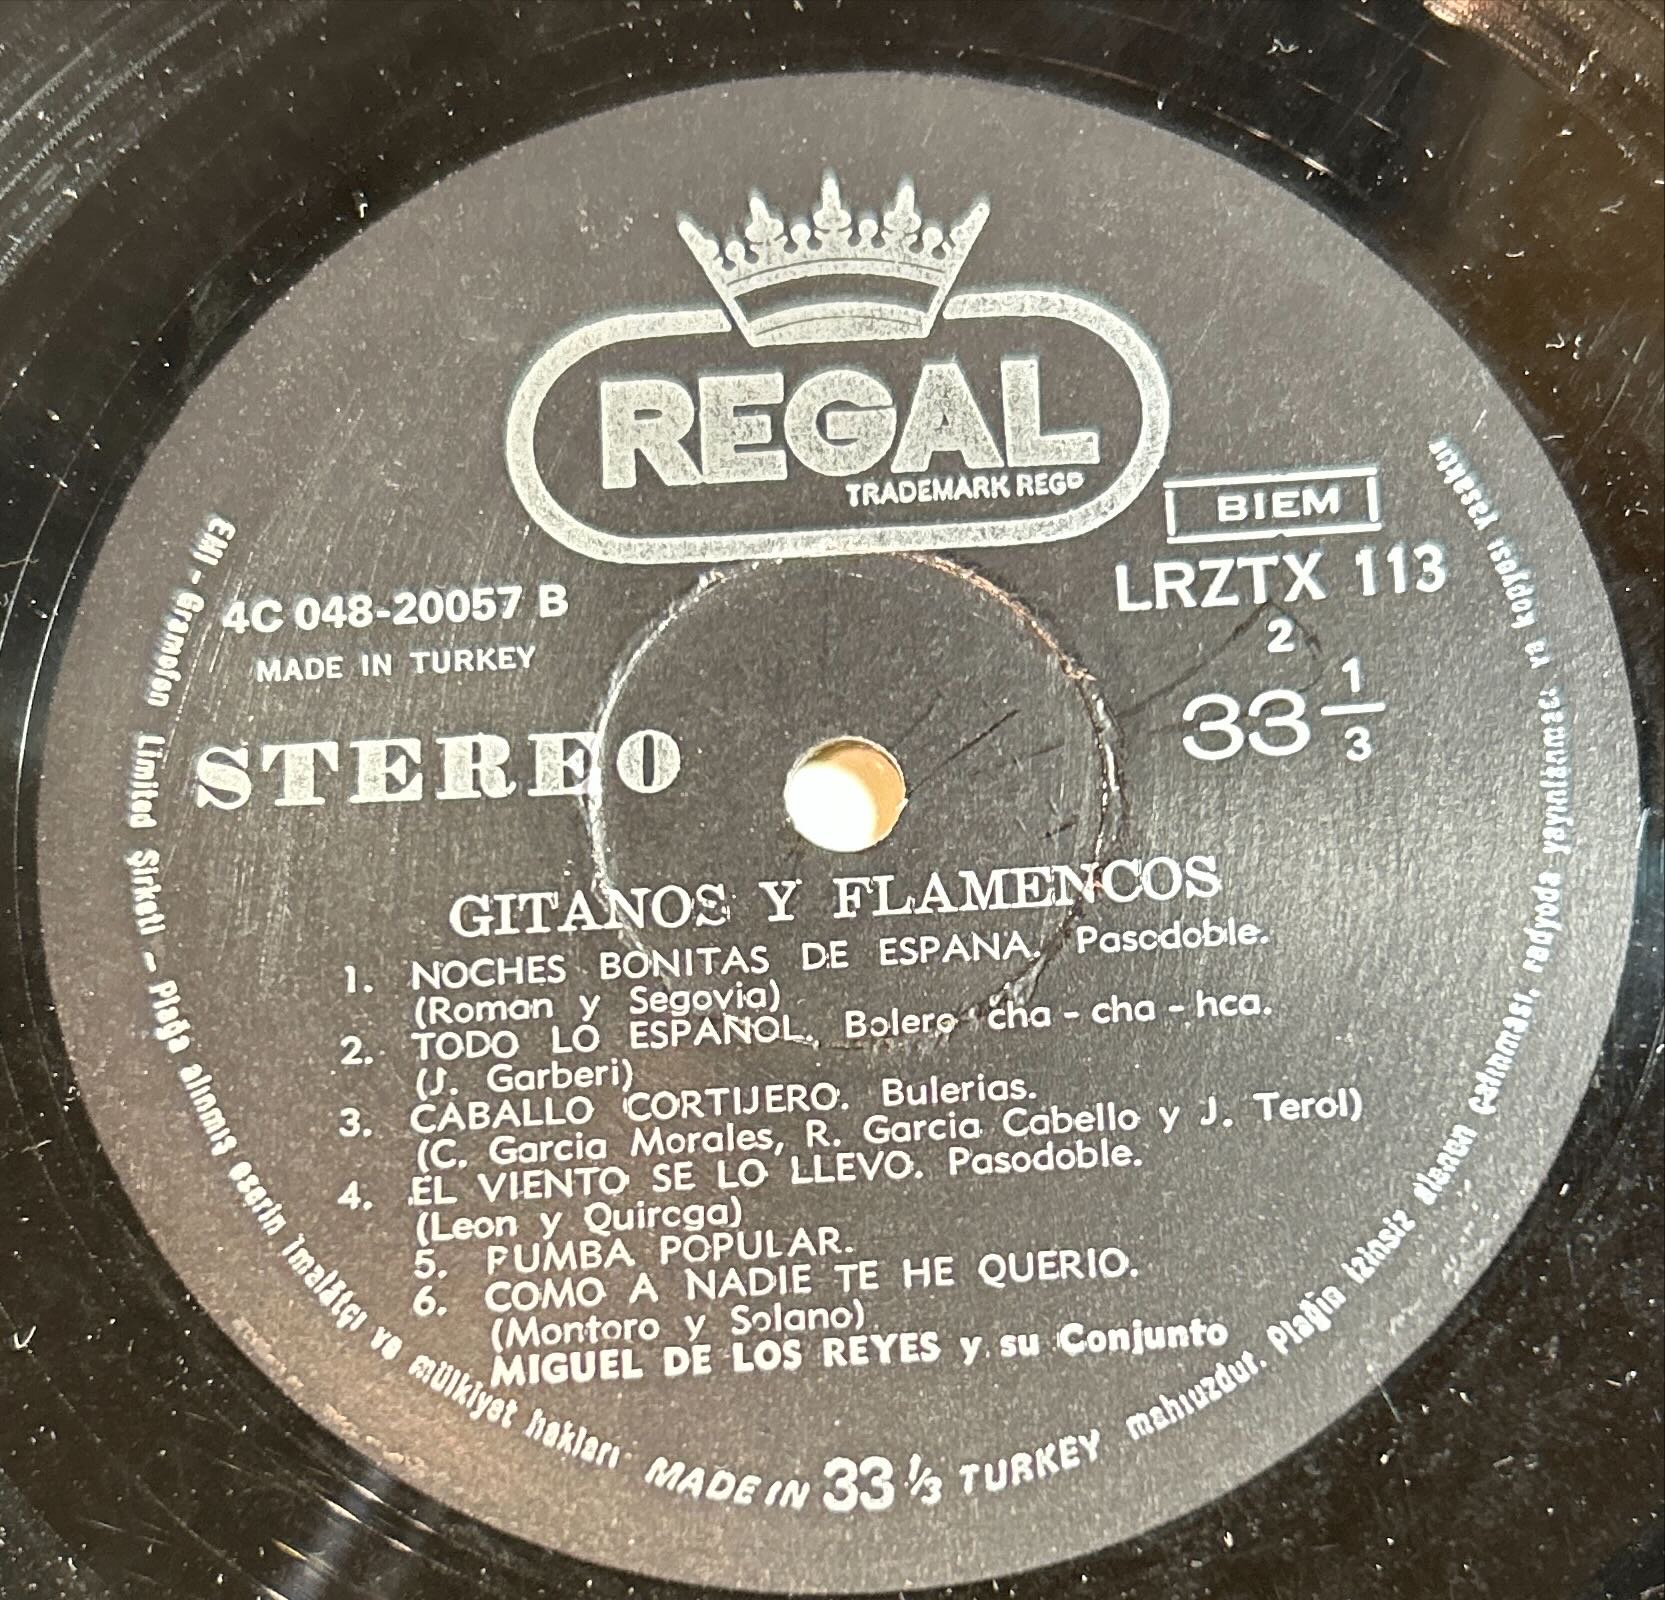 REGAL
TRADEMARK REGD
BIEM
4C 048-20057 B
LRZTX 113
MADE IN TURKEY
2
STEREO
33 1/3
GITANOS Y FLAMENCOS
1. NOCHES BONITAS DE ESPANA. Pasodoble.
(Roman y Segovia)
2. TODO LO ESPAÑOL. Bolero cha - cha - hca.
(J. Garberi)
3. CABALLO CORTIJERO. Bulerias.
(C. Garcia Morales, R. Garcia Cabello y J. Terol)
4. EL VIENTO SE LO LLEVO. Pasodoble.
(Leon y Quiroga)
5. RUMBA POPULAR.
6. COMO A NADIE TE HE QUERIO.
(Montoro y Solano)
MIGUEL DE LOS REYES y su Conjunto
EMI - Gramofon Limited Şirketi - Plağa alınmış eserin imalâtçı ve mülkiyet hakları MADE IN 33 1/3 TURKEY mahfuzdur. Plağın izinsiz alenen çalınması, radyoda yayınlanması ve kopyesi yasaktır